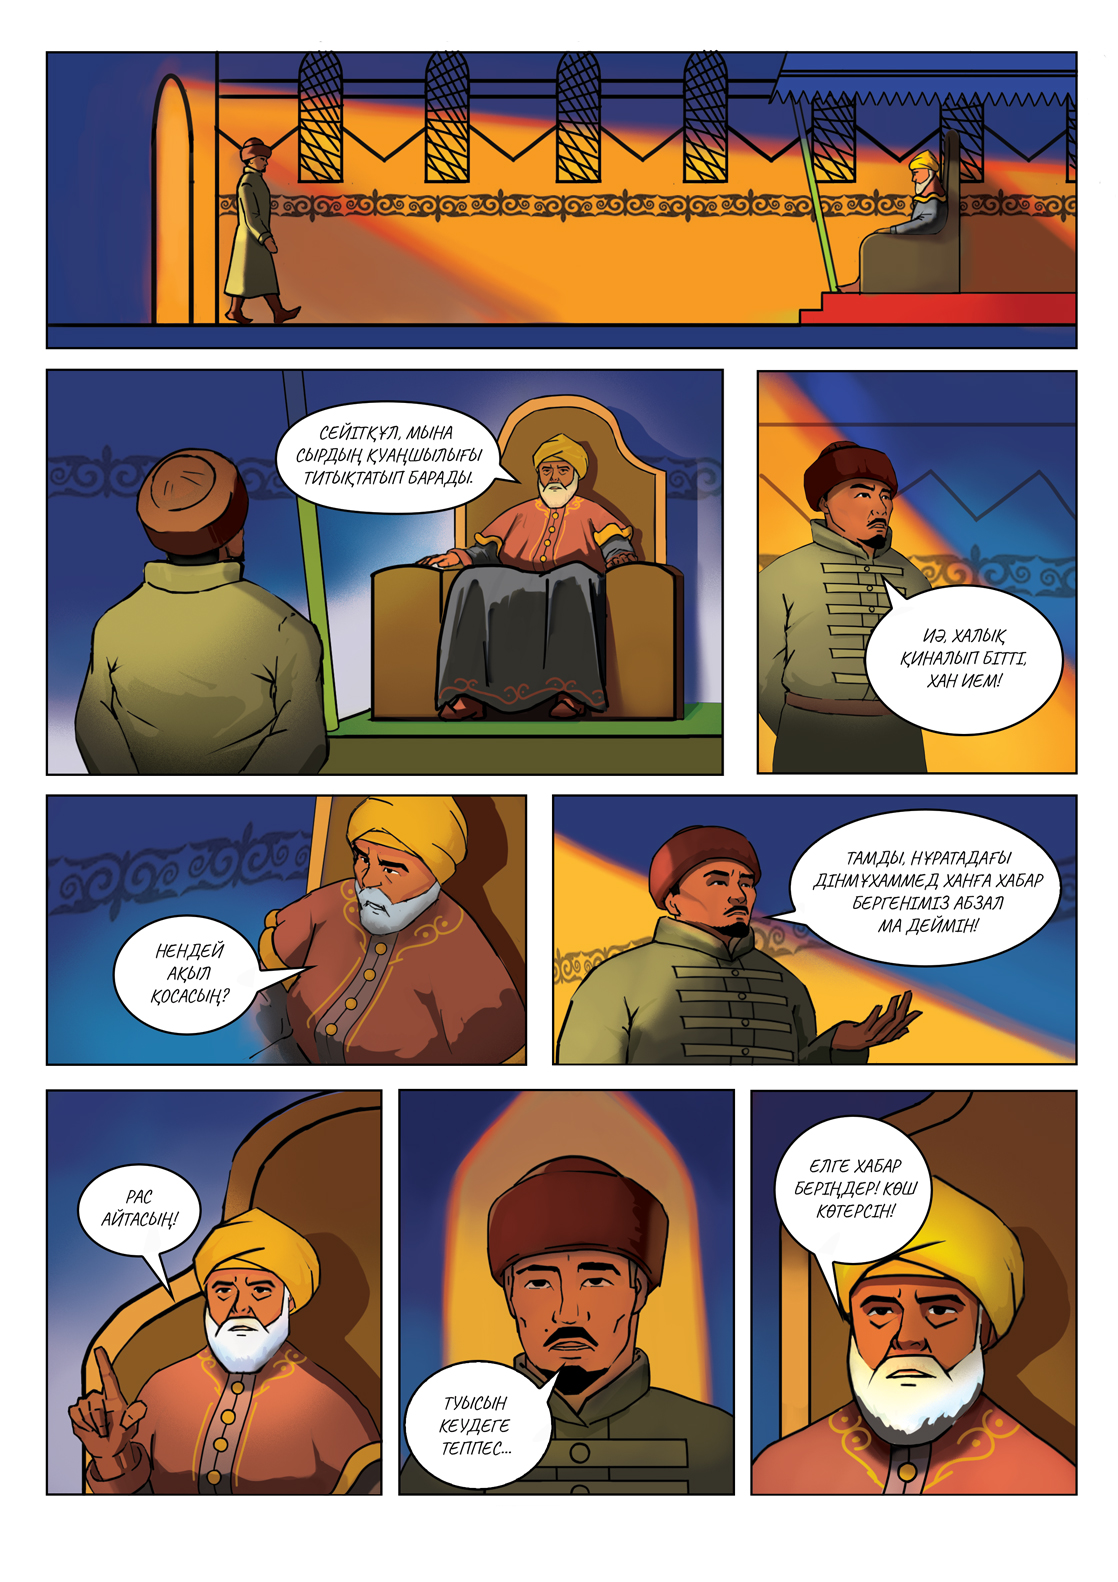 СЕЙІТҚҰЛ, МЫНА
СЫРДЫҢ ҚУАҢШЫЛЫҒЫ
ТИТЫҚТАТЫП БАРАДЫ.
ИӘ, ХАЛЫҚ
ҚИНАЛЫП БІТТІ,
ХАН ИЕМ!
НЕНДЕЙ
АҚЫЛ
ҚОСАСЫҢ?
ТАМДЫ, НҰРАТАДАҒЫ
ДІНМҰХАММЕД ХАНҒА ХАБАР
БЕРГЕНІМІЗ АБЗАЛ
МА ДЕЙМІН!
РАС
АЙТАСЫҢ!
ТУЫСЫН
КЕУДЕГЕ
ТЕППЕС...
ЕЛГЕ ХАБАР
БЕРІҢДЕР! КӨШ
КӨТЕРСІН!